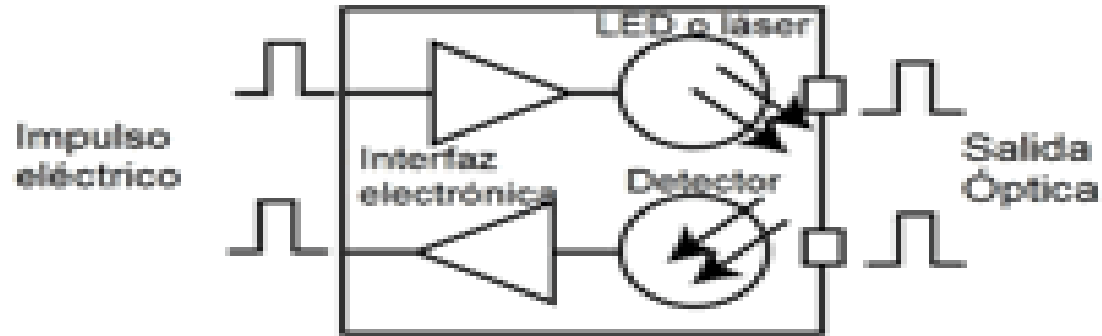 LED o láser
Impulso
eléctrico
Interfaz
electrónica
Detector
Salida
Óptica